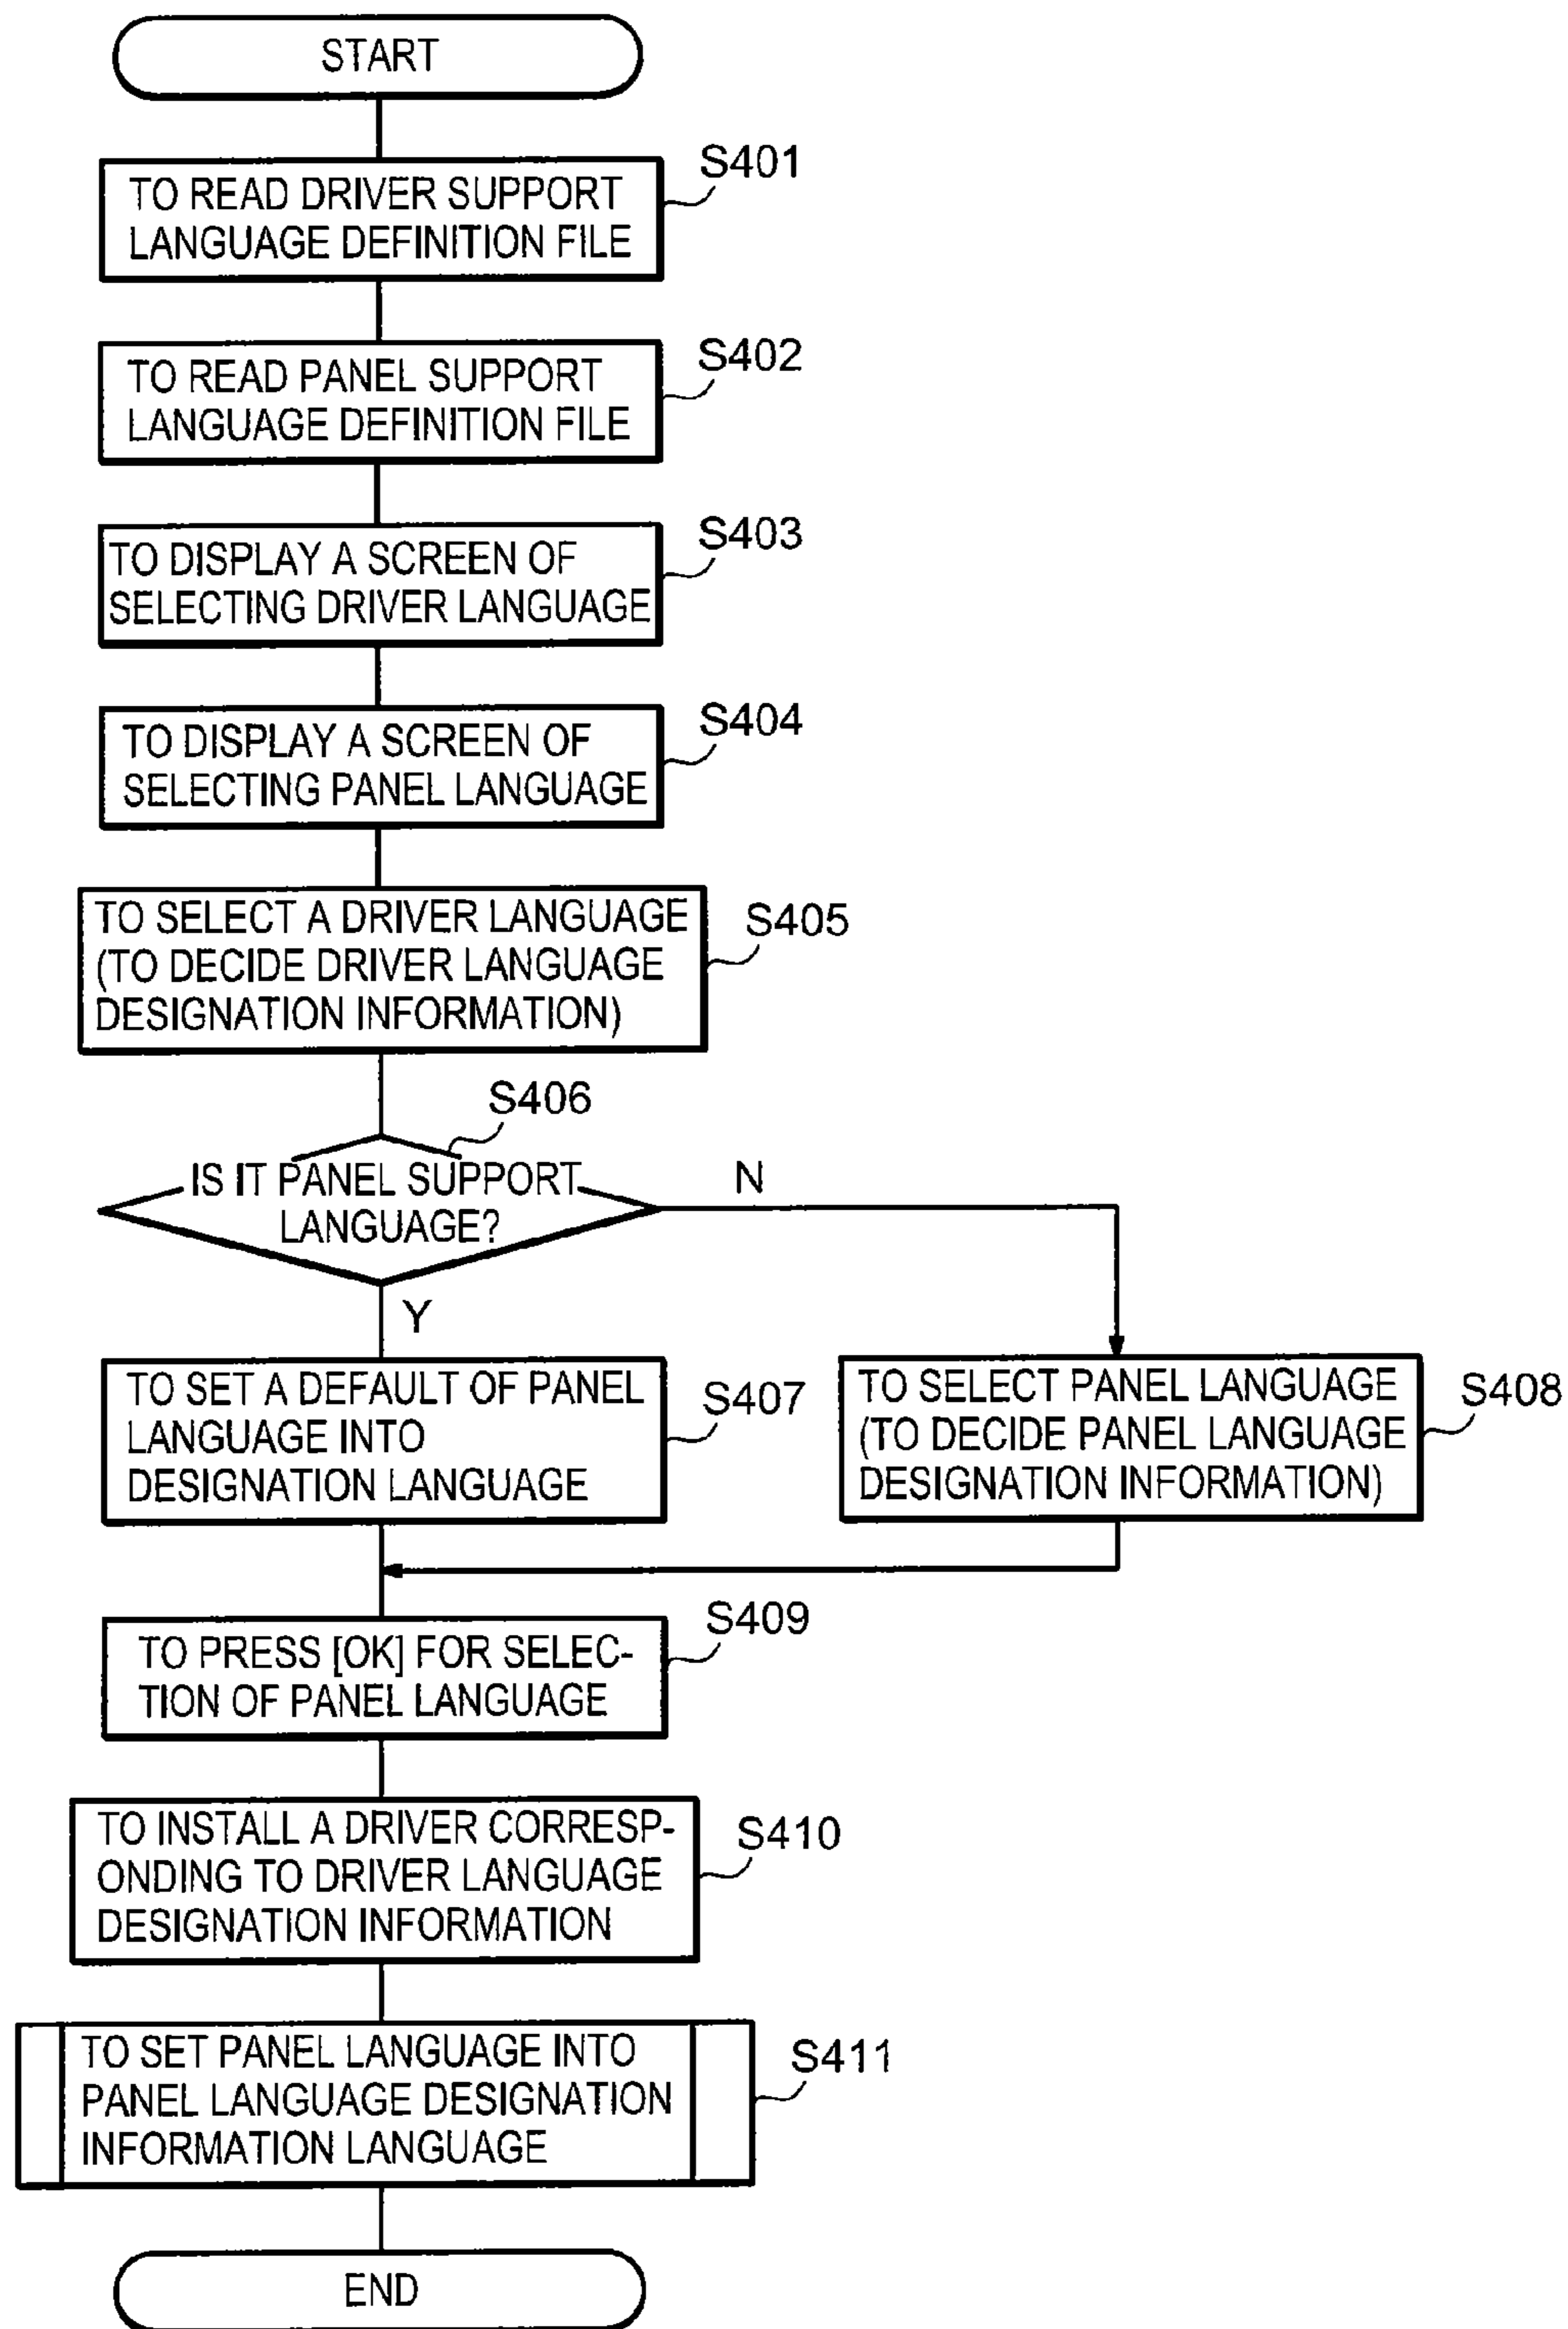 START
S401
TO READ DRIVER SUPPORT
LANGUAGE DEFINITION FILE
S402
TO READ PANEL SUPPORT
LANGUAGE DEFINITION FILE
S403
TO DISPLAY A SCREEN OF
SELECTING DRIVER LANGUAGE
S404
TO DISPLAY A SCREEN OF
SELECTING PANEL LANGUAGE
S405
TO SELECT A DRIVER LANGUAGE
(TO DECIDE DRIVER LANGUAGE
DESIGNATION INFORMATION)
S406
IS IT PANEL SUPPORT
LANGUAGE?
N
Y
TO SET A DEFAULT OF PANEL
LANGUAGE INTO
DESIGNATION LANGUAGE
S407
TO SELECT PANEL LANGUAGE
(TO DECIDE PANEL LANGUAGE
DESIGNATION INFORMATION)
S408
S409
TO PRESS [OK] FOR SELEC-
TION OF PANEL LANGUAGE
S410
TO INSTALL A DRIVER CORRESP-
ONDING TO DRIVER LANGUAGE
DESIGNATION INFORMATION
S411
TO SET PANEL LANGUAGE INTO
PANEL LANGUAGE DESIGNATION
INFORMATION LANGUAGE
END